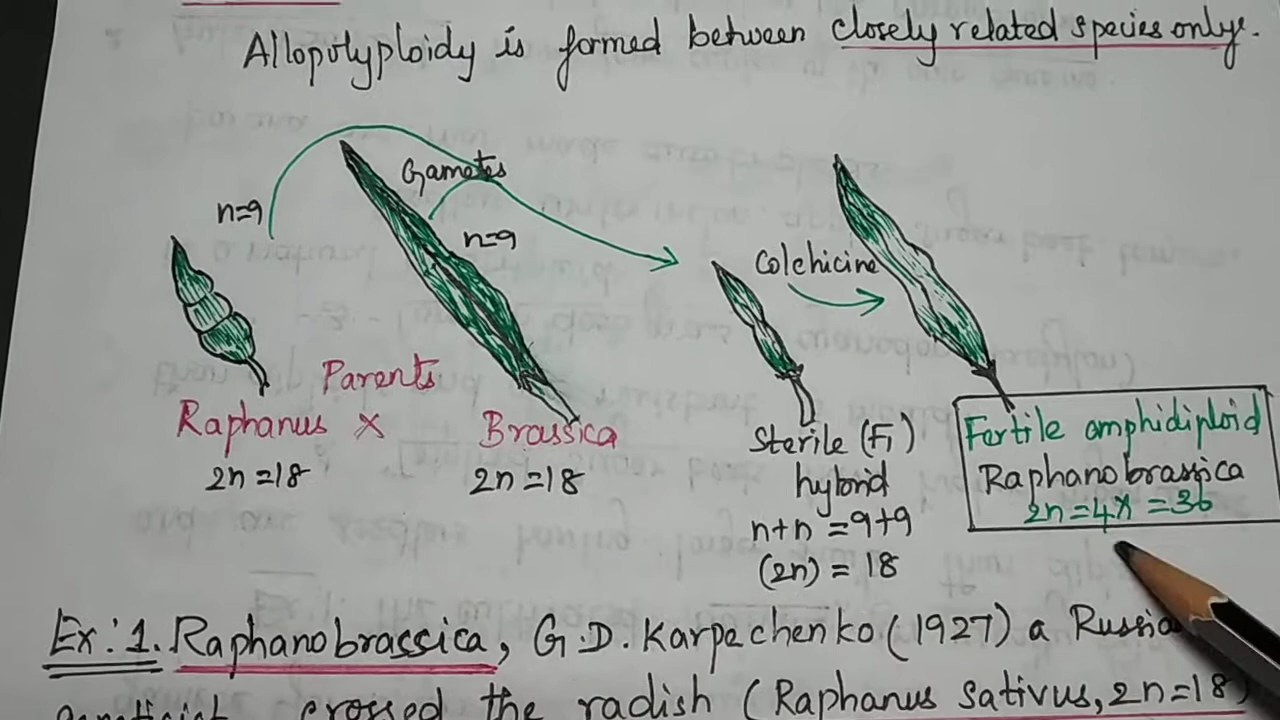 Allopolyploidy is formed between closely related species only.
Gametes
n=9
n=9
Colchicine
Parents
Raphanus × Brassica
2n=18 2n=18
Sterile (F1)
hybrid
n+n =9+9
(2n) = 18
Fertile amphidiploid
Raphanobrassica
2n=4x=36
Ex:1. Raphanobrassica, G.D. Karpechenko (1927) a Russia
crossed the radish (Raphanus sativus, 2n=18)